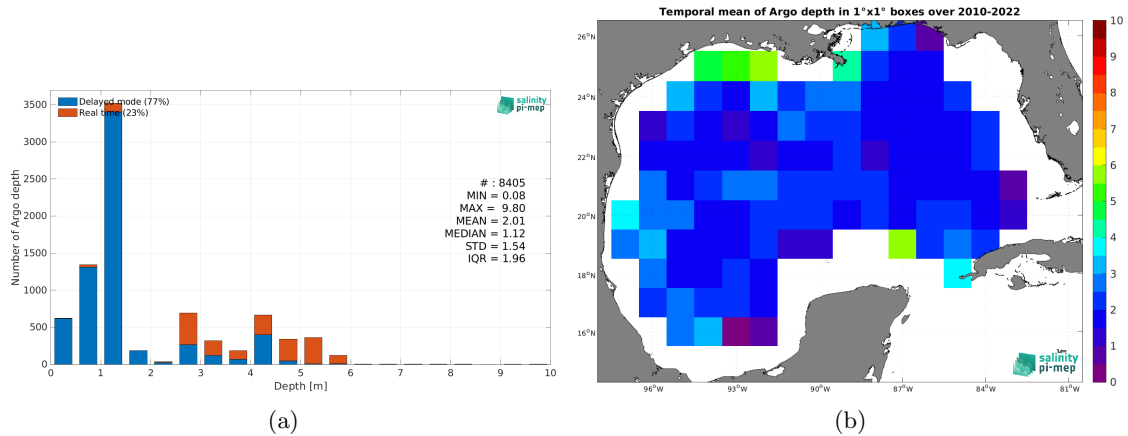 Delayed mode (77%)
Real time (23%)
salinity
pi-mep
3500
3000
2500
2000
1500
1000
500
0
Number of Argo depth
# : 8405
MIN = 0.08
MAX = 9.80
MEAN = 2.01
MEDIAN = 1.12
STD = 1.54
IQR = 1.96
0 1 2 3 4 5 6 7 8 9 10
Depth [m]
(a)
Temporal mean of Argo depth in 1°x1° boxes over 2010-2022
26°N
24°N
22°N
20°N
18°N
16°N
96°W 93°W 90°W 87°W 84°W 81°W
salinity
pi-mep
10
9
8
7
6
5
4
3
2
1
0
(b)